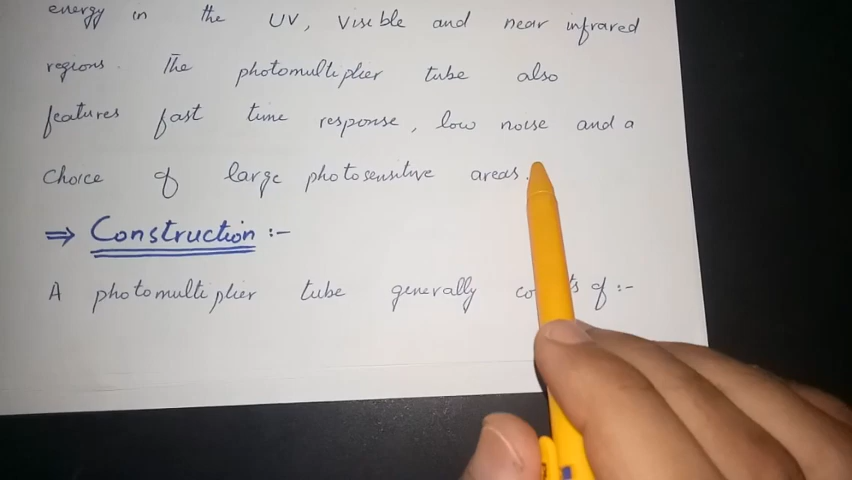 energy in the UV, visible and near infrared
regions. The photomultiplier tube also
features fast time response, low noise and a
choice of large photosensitive areas.
⇒ Construction :-
A photomultiplier tube generally of :-